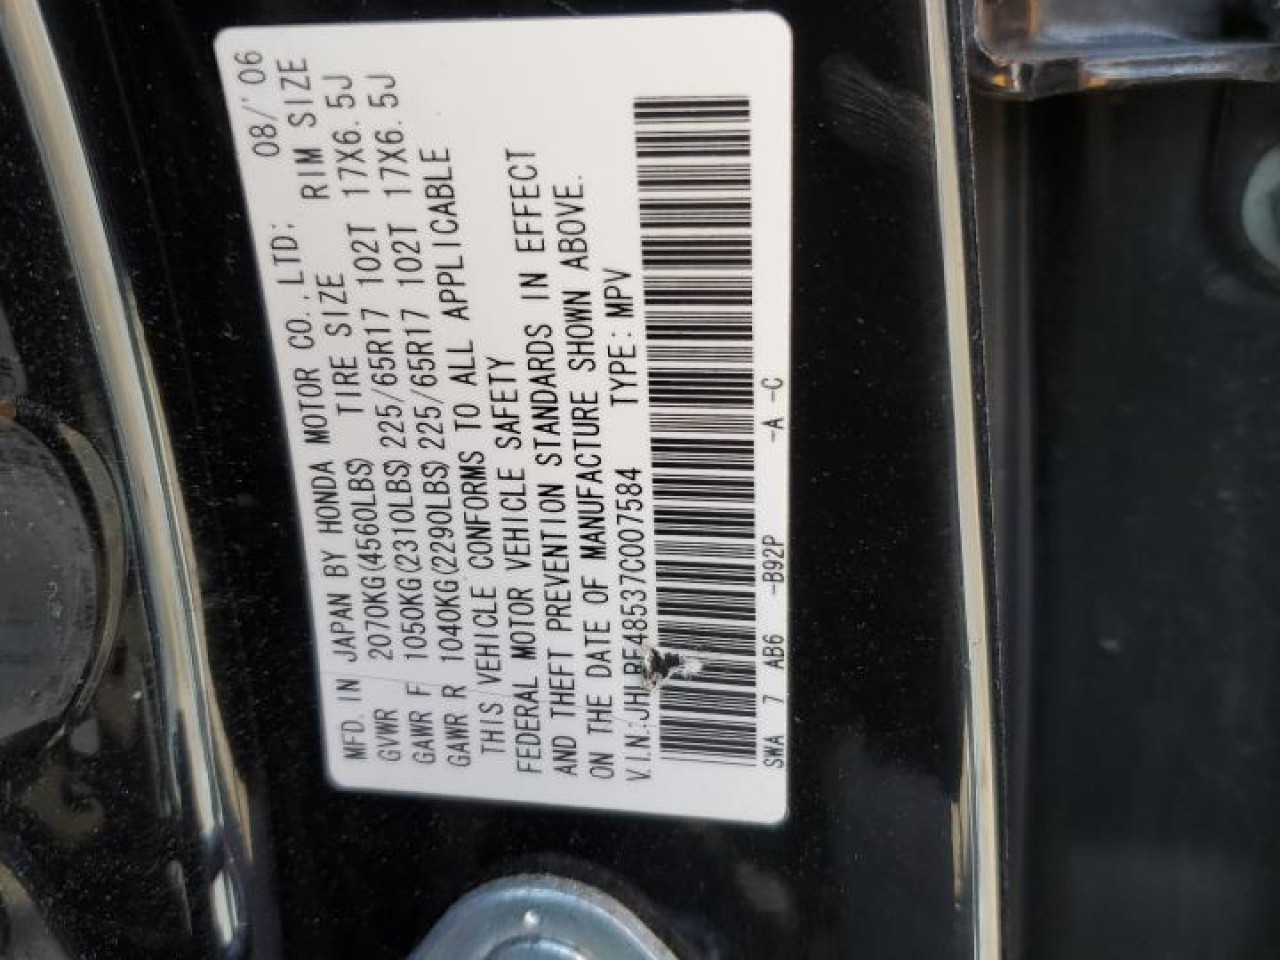 MFD. IN JAPAN BY HONDA MOTOR CO.,LTD; 08/'06
GVWR 2070KG(4560LBS) TIRE SIZE RIM SIZE
GAWR F 1050KG(2310LBS) 225/65R17 102T 17X6.5J
GAWR R 1040KG(2290LBS) 225/65R17 102T 17X6.5J
THIS VEHICLE CONFORMS TO ALL APPLICABLE
FEDERAL MOTOR VEHICLE SAFETY
AND THEFT PREVENTION STANDARDS IN EFFECT
ON THE DATE OF MANUFACTURE SHOWN ABOVE.
V.I.N.: TYPE: MPV
SWA 7 AB6 -B92P -A -C